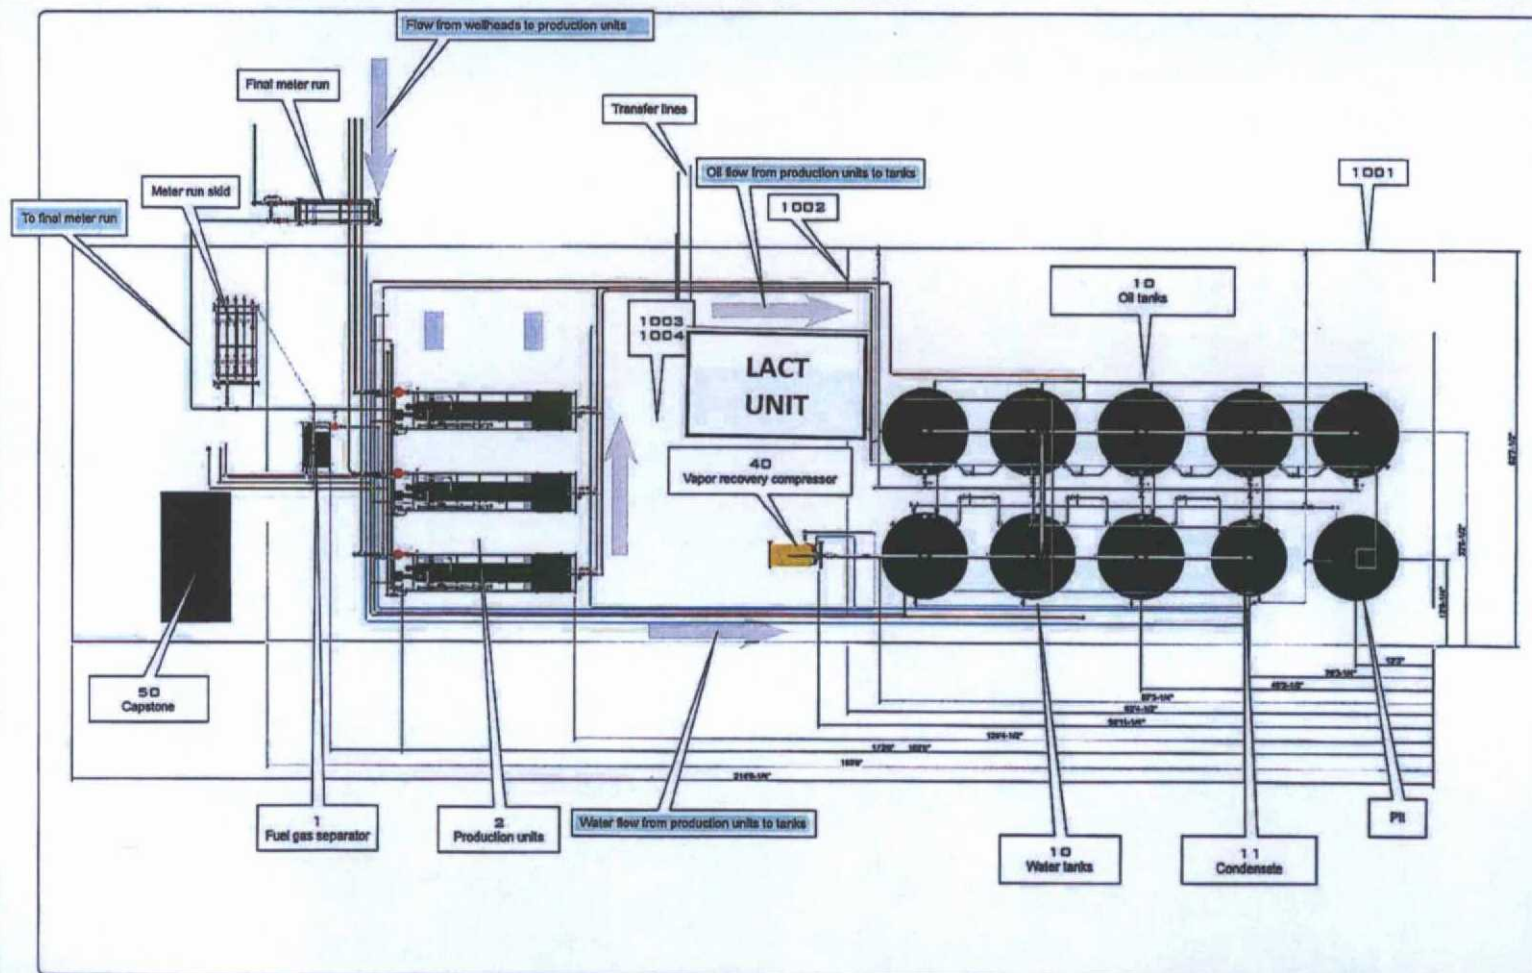 Flow from wellheads to production units
Final meter run
Transfer lines
Oil flow from production units to tanks
1001
Meter run skid
1002
To final meter run
10
Oil tanks
1003
1004
LACT
UNIT
40
Vapor recovery compressor
50
Capstone
12'2"
1
Fuel gas separator
2
Production units
Water flow from production units to tanks
10
Water tanks
11
Condensate